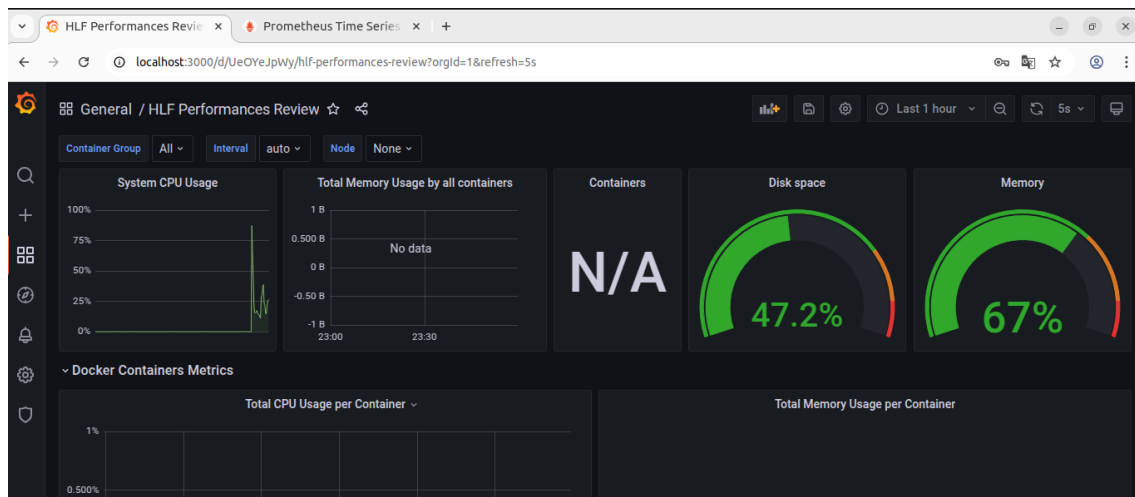 HLF Performances Revie
Prometheus Time Series
localhost:3000/d/UeOYeJpWy/hlf-performances-review?orgId=1&refresh=5s
General / HLF Performances Review
Last 1 hour
5s
Container Group All Interval auto Node None
System CPU Usage
100%
75%
50%
25%
0%
Total Memory Usage by all containers
1 B
0.500 B
0 B
-0.50 B
-1 B
No data
23:00 23:30
Containers
N/A
Disk space
47.2%
Memory
67%
Docker Containers Metrics
Total CPU Usage per Container
1%
0.500%
Total Memory Usage per Container